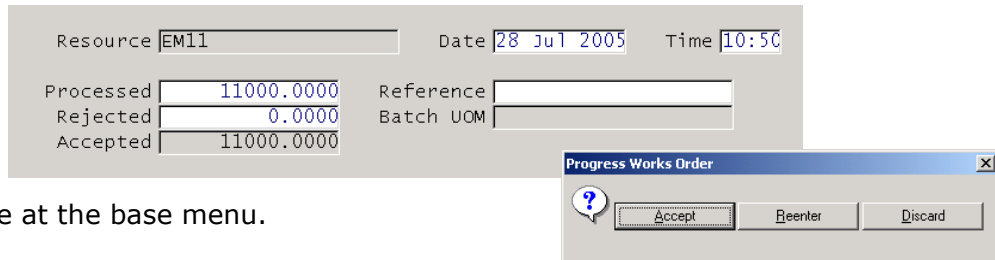 Resource EM11 Date 28 Jul 2005 Time 10:50
Processed 11000.0000 Reference
Rejected 0.0000 Batch UOM
Accepted 11000.0000
Progress Works Order
? Accept Reenter Discard
e at the base menu.